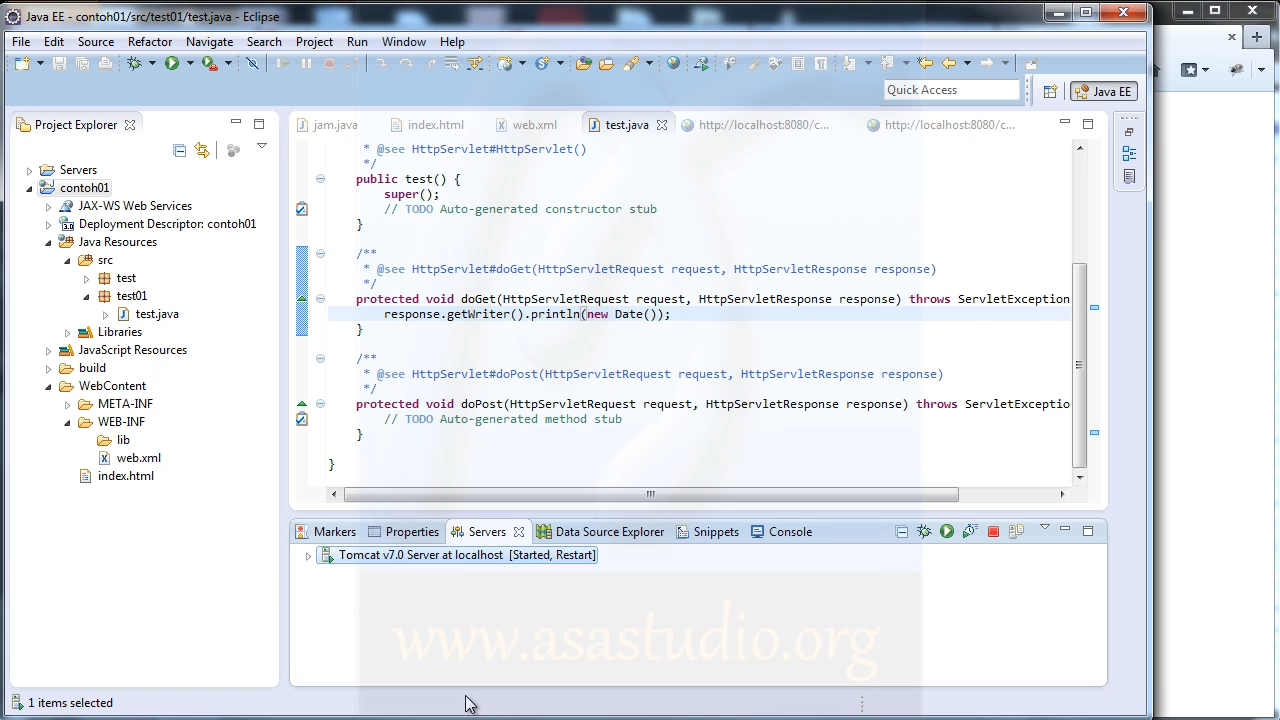 Java EE - contoh01/src/test01/test.java - Eclipse
File Edit Source Refactor Navigate Search Project Run Window Help
Quick Access
Java EE
Project Explorer
Servers
contoh01
JAX-WS Web Services
Deployment Descriptor: contoh01
Java Resources
src
test
test01
test.java
Libraries
JavaScript Resources
build
WebContent
META-INF
WEB-INF
lib
web.xml
index.html
jam.java index.html web.xml test.java http://localhost:8080/c... http://localhost:8080/c...
* @see HttpServlet#HttpServlet()
*/
public test() {
super();
// TODO Auto-generated constructor stub
}
/**
* @see HttpServlet#doGet(HttpServletRequest request, HttpServletResponse response)
*/
protected void doGet(HttpServletRequest request, HttpServletResponse response) throws ServletException
response.getWriter().println(new Date());
}
/**
* @see HttpServlet#doPost(HttpServletRequest request, HttpServletResponse response)
*/
protected void doPost(HttpServletRequest request, HttpServletResponse response) throws ServletExceptio
// TODO Auto-generated method stub
}
}
Markers Properties Servers Data Source Explorer Snippets Console
Tomcat v7.0 Server at localhost [Started, Restart]
www.asastudio.org
1 items selected